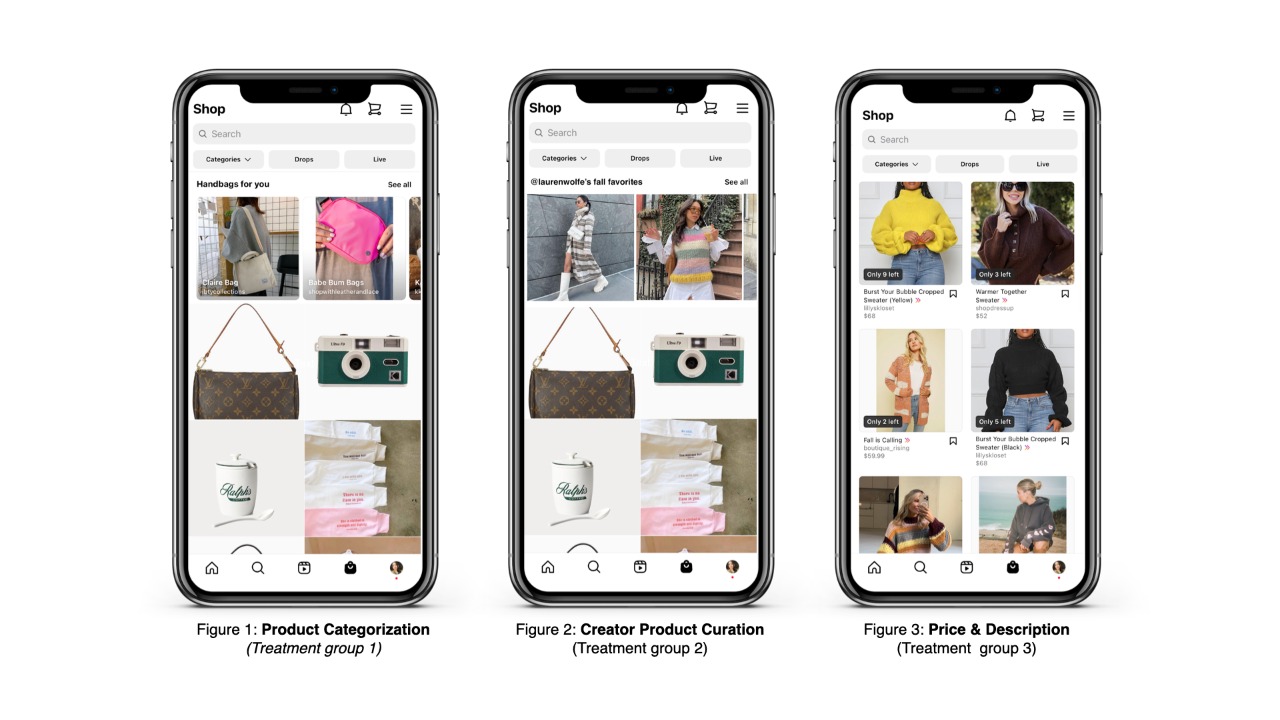 Shop
Search
Categories
Drops
Live
Handbags for you
See all
Claire Bag
Babe Bum Bags
shopwithleatherandlace
Ralph's
Figure 1: Product Categorization
(Treatment group 1)
Shop
Search
Categories
Drops
Live
@laurenwolfe's fall favorites
See all
Ralph's
Figure 2: Creator Product Curation
(Treatment group 2)
Shop
Search
Categories
Drops
Live
Only 9 left
Burst Your Bubble Cropped
Sweater (Yellow) »
lilyskloset
$68
Only 3 left
Warmer Together
Sweater »
shopdressup
$52
Only 2 left
Fall is Calling »
boutique_rising
$59.99
Only 5 left
Burst Your Bubble Cropped
Sweater (Black) »
lilyskloset
$68
Figure 3: Price & Description
(Treatment group 3)